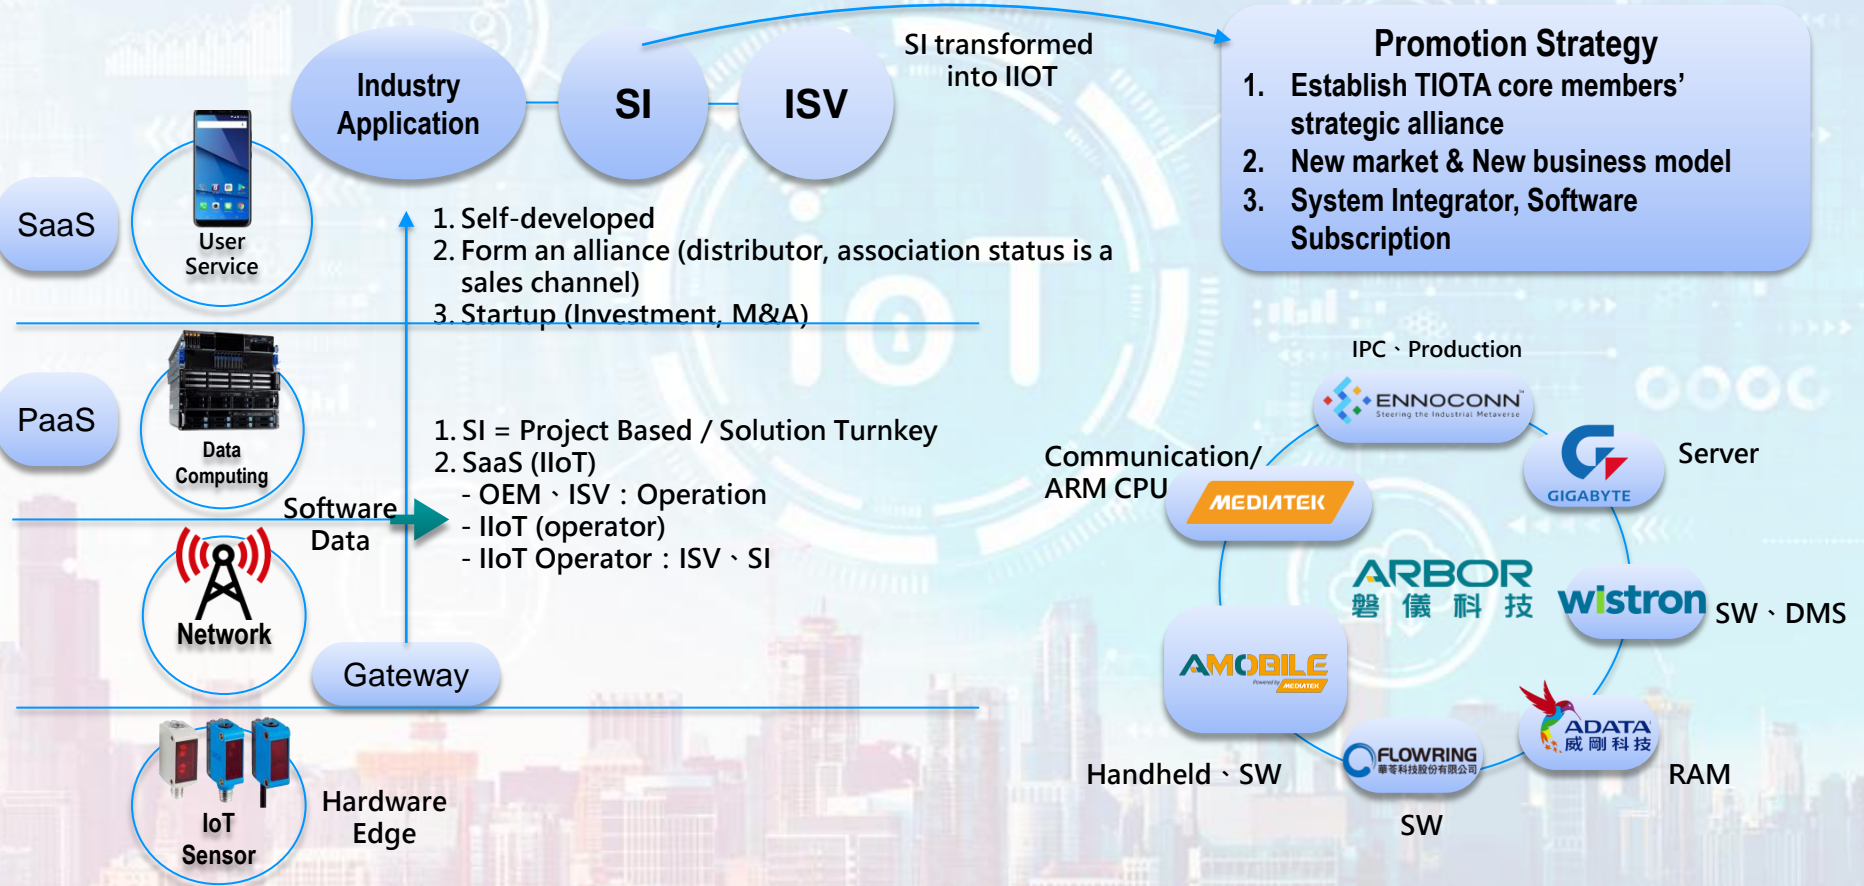 Industry
Application
SI
ISV
SI transformed
into IIOT
Promotion Strategy
1. Establish TIOTA core members’
strategic alliance
2. New market & New business model
3. System Integrator, Software
Subscription
SaaS
User
Service
1. Self-developed
2. Form an alliance (distributor, association status is a
sales channel)
3. Startup (Investment, M&A)
PaaS
Data
Computing
1. SI = Project Based / Solution Turnkey
2. SaaS (IIoT)
- OEM、ISV：Operation
- IIoT (operator)
- IIoT Operator：ISV、SI
Software
Data
Network
Gateway
IoT
Sensor
Hardware
Edge
IoT
IPC、Production
ENNOCONN™
Steering the Industrial Metaverse
Communication/
ARM CPU
MEDIATEK
GIGABYTE
Server
ARBOR
磐儀科技
wistron
SW、DMS
AMOBILE
Powered by MEDIATEK
Handheld、SW
FLOWRING
華苓科技股份有限公司
SW
ADATA
威剛科技
RAM